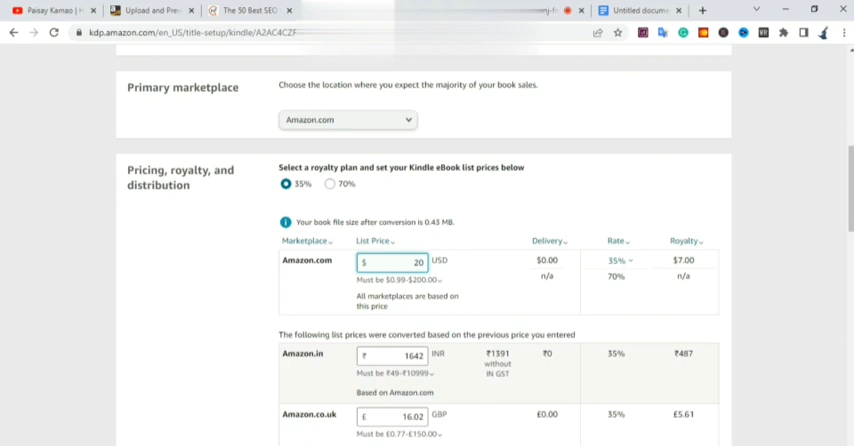 Paisay Kamao | H
Upload and Prev
The 50 Best SEO
Untitled docume
kdp.amazon.com/en_US/title-setup/kindle/A2AC4CZF
Primary marketplace
Choose the location where you expect the majority of your book sales.
Amazon.com
Pricing, royalty, and distribution
Select a royalty plan and set your Kindle eBook list prices below
35% 70%
Your book file size after conversion is 0.43 MB.
Marketplace List Price Delivery Rate Royalty
Amazon.com $ 20 USD $0.00 35% $7.00
Must be $0.99-$200.00 n/a 70% n/a
All marketplaces are based on
this price
The following list prices were converted based on the previous price you entered
Amazon.in ₹ 1642 INR ₹1391 ₹0 35% ₹487
without
IN GST
Must be ₹49-₹10999
Based on Amazon.com
Amazon.co.uk £ 16.02 GBP £0.00 35% £5.61
Must be £0.77-£150.00